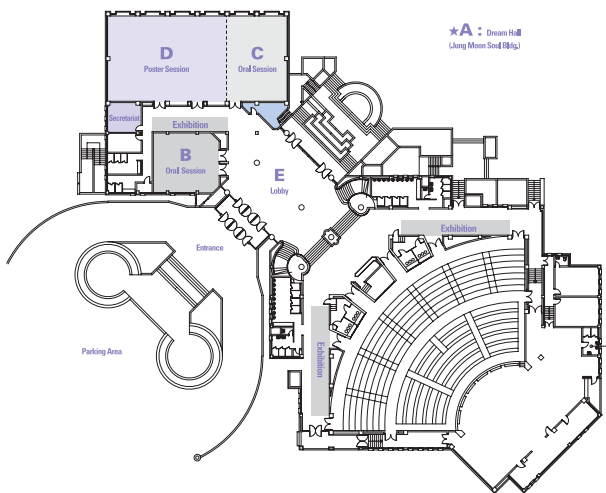 ★A : Dream Hall
(Jung Moon Soul Bldg.)
D
Poster Session
C
Oral Session
Secretariat
Exhibition
B
Oral Session
E
Lobby
Exhibition
Entrance
Exhibition
Parking Area